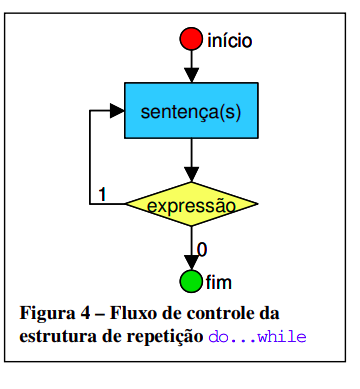 início
sentença(s)
1
expressão
0
fim
Figura 4 – Fluxo de controle da
estrutura de repetição do...while